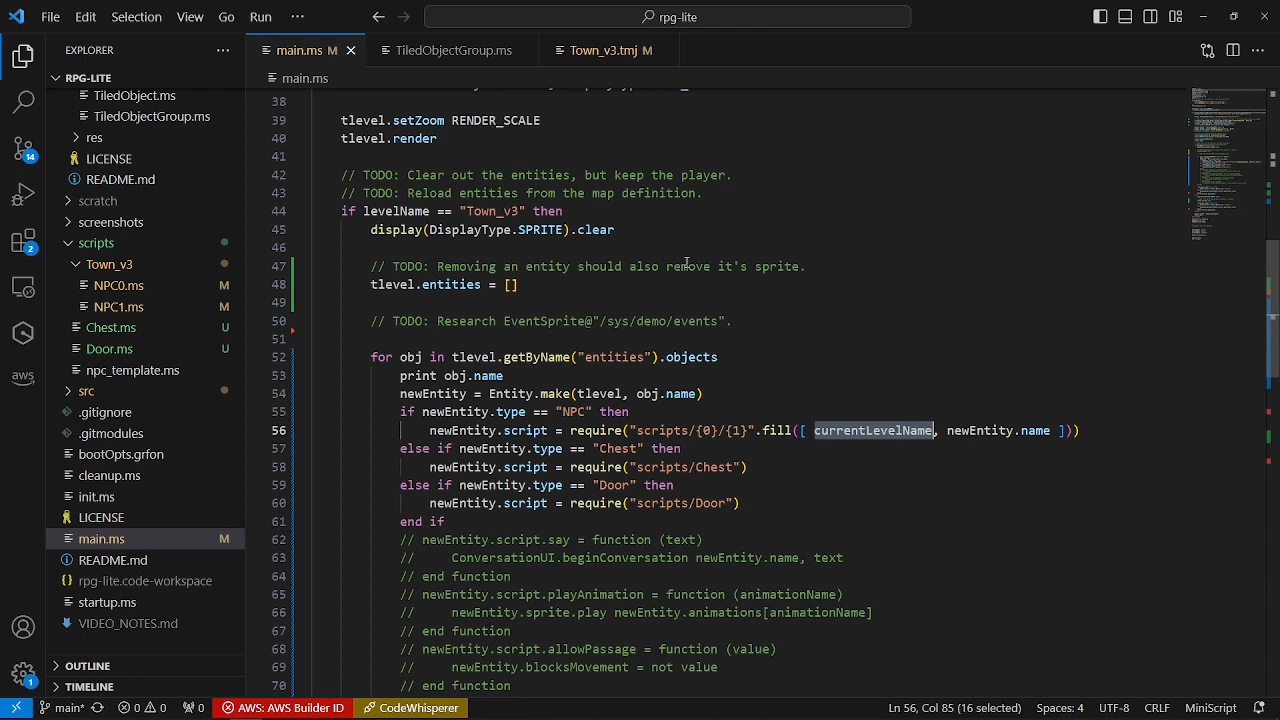 File Edit Selection View Go Run ··· rpg-lite
EXPLORER ···
main.ms M
TiledObjectGroup.ms
Town_v3.tmj M
RPG-LITE
main.ms
TiledObject.ms
TiledObjectGroup.ms
res
LICENSE
README.md
scratch
screenshots
scripts
Town_v3
NPC0.ms M
NPC1.ms M
Chest.ms U
Door.ms U
npc_template.ms
src
.gitignore
.gitmodules
bootOpts.grfon
cleanup.ms
init.ms
LICENSE
main.ms M
README.md
rpg-lite.code-workspace
startup.ms
VIDEO_NOTES.md
OUTLINE
TIMELINE
14
2
aws
1
38
39 tlevel.setZoom RENDER_SCALE
40 tlevel.render
41
42 // TODO: Clear out the entities, but keep the player.
43 // TODO: Reload entities from the map definition.
44 if levelName == "Town_v3" then
45 display(DisplayType.SPRITE).clear
46
47 // TODO: Removing an entity should also remove it's sprite.
48 tlevel.entities = []
49
50 // TODO: Research EventSprite@"/sys/demo/events".
51
52 for obj in tlevel.getByName("entities").objects
53 print obj.name
54 newEntity = Entity.make(tlevel, obj.name)
55 if newEntity.type == "NPC" then
56 newEntity.script = require("scripts/{0}/{1}".fill([ currentLevelName, newEntity.name ]))
57 else if newEntity.type == "Chest" then
58 newEntity.script = require("scripts/Chest")
59 else if newEntity.type == "Door" then
60 newEntity.script = require("scripts/Door")
61 end if
62 // newEntity.script.say = function (text)
63 // ConversationUI.beginConversation newEntity.name, text
64 // end function
65 // newEntity.script.playAnimation = function (animationName)
66 // newEntity.sprite.play newEntity.animations[animationName]
67 // end function
68 // newEntity.script.allowPassage = function (value)
69 // newEntity.blocksMovement = not value
70 // end function
main* 0 0 0 AWS: AWS Builder ID CodeWhisperer Ln 56, Col 85 (16 selected) Spaces: 4 UTF-8 CRLF MiniScript